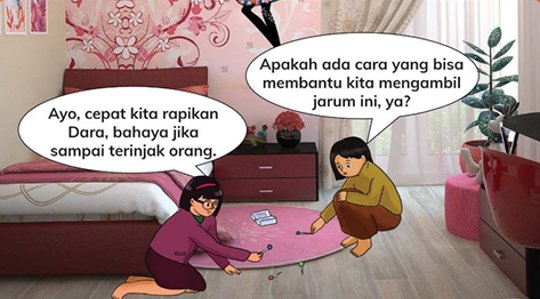 Ayo, cepat kita rapikan
Dara, bahaya jika
sampai terinjak orang.
Apakah ada cara yang bisa
membantu kita mengambil
jarum ini, ya?